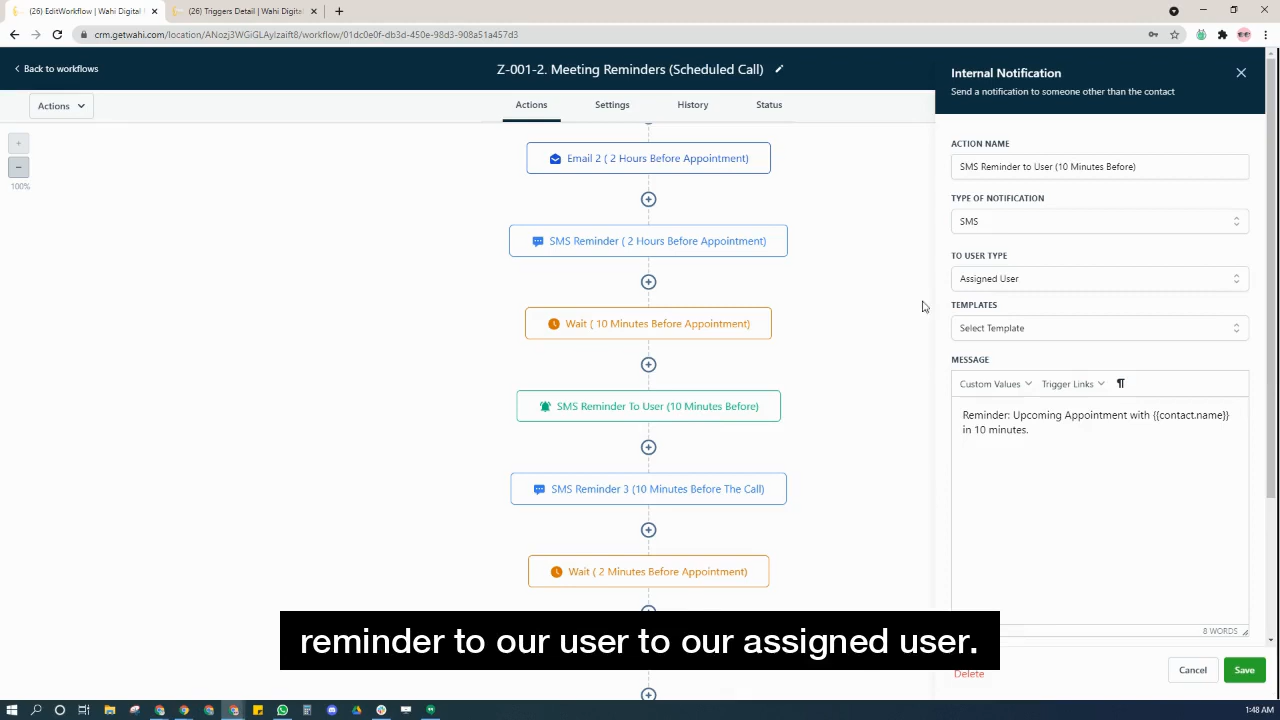 (26) EditWorkflow | Wahi Digital
(26) Triggers Detail | Wahi Digital
crm.getwahi.com/location/ANozj3WGiGLAyIzaift8/workflow/01dc0e0f-db3d-450e-98d3-908a51a457d3
Back to workflows
Z-001-2. Meeting Reminders (Scheduled Call)
Actions
Actions
Settings
History
Status
100%
Email 2 ( 2 Hours Before Appointment)
SMS Reminder ( 2 Hours Before Appointment)
Wait ( 10 Minutes Before Appointment)
SMS Reminder To User (10 Minutes Before)
SMS Reminder 3 (10 Minutes Before The Call)
Wait ( 2 Minutes Before Appointment)
Internal Notification
Send a notification to someone other than the contact
ACTION NAME
SMS Reminder to User (10 Minutes Before)
TYPE OF NOTIFICATION
SMS
TO USER TYPE
Assigned User
TEMPLATES
Select Template
MESSAGE
Custom Values
Trigger Links
Reminder: Upcoming Appointment with {{contact.name}}
in 10 minutes.
8 WORDS
Delete
Cancel
Save
reminder to our user to our assigned user.
1:48 AM